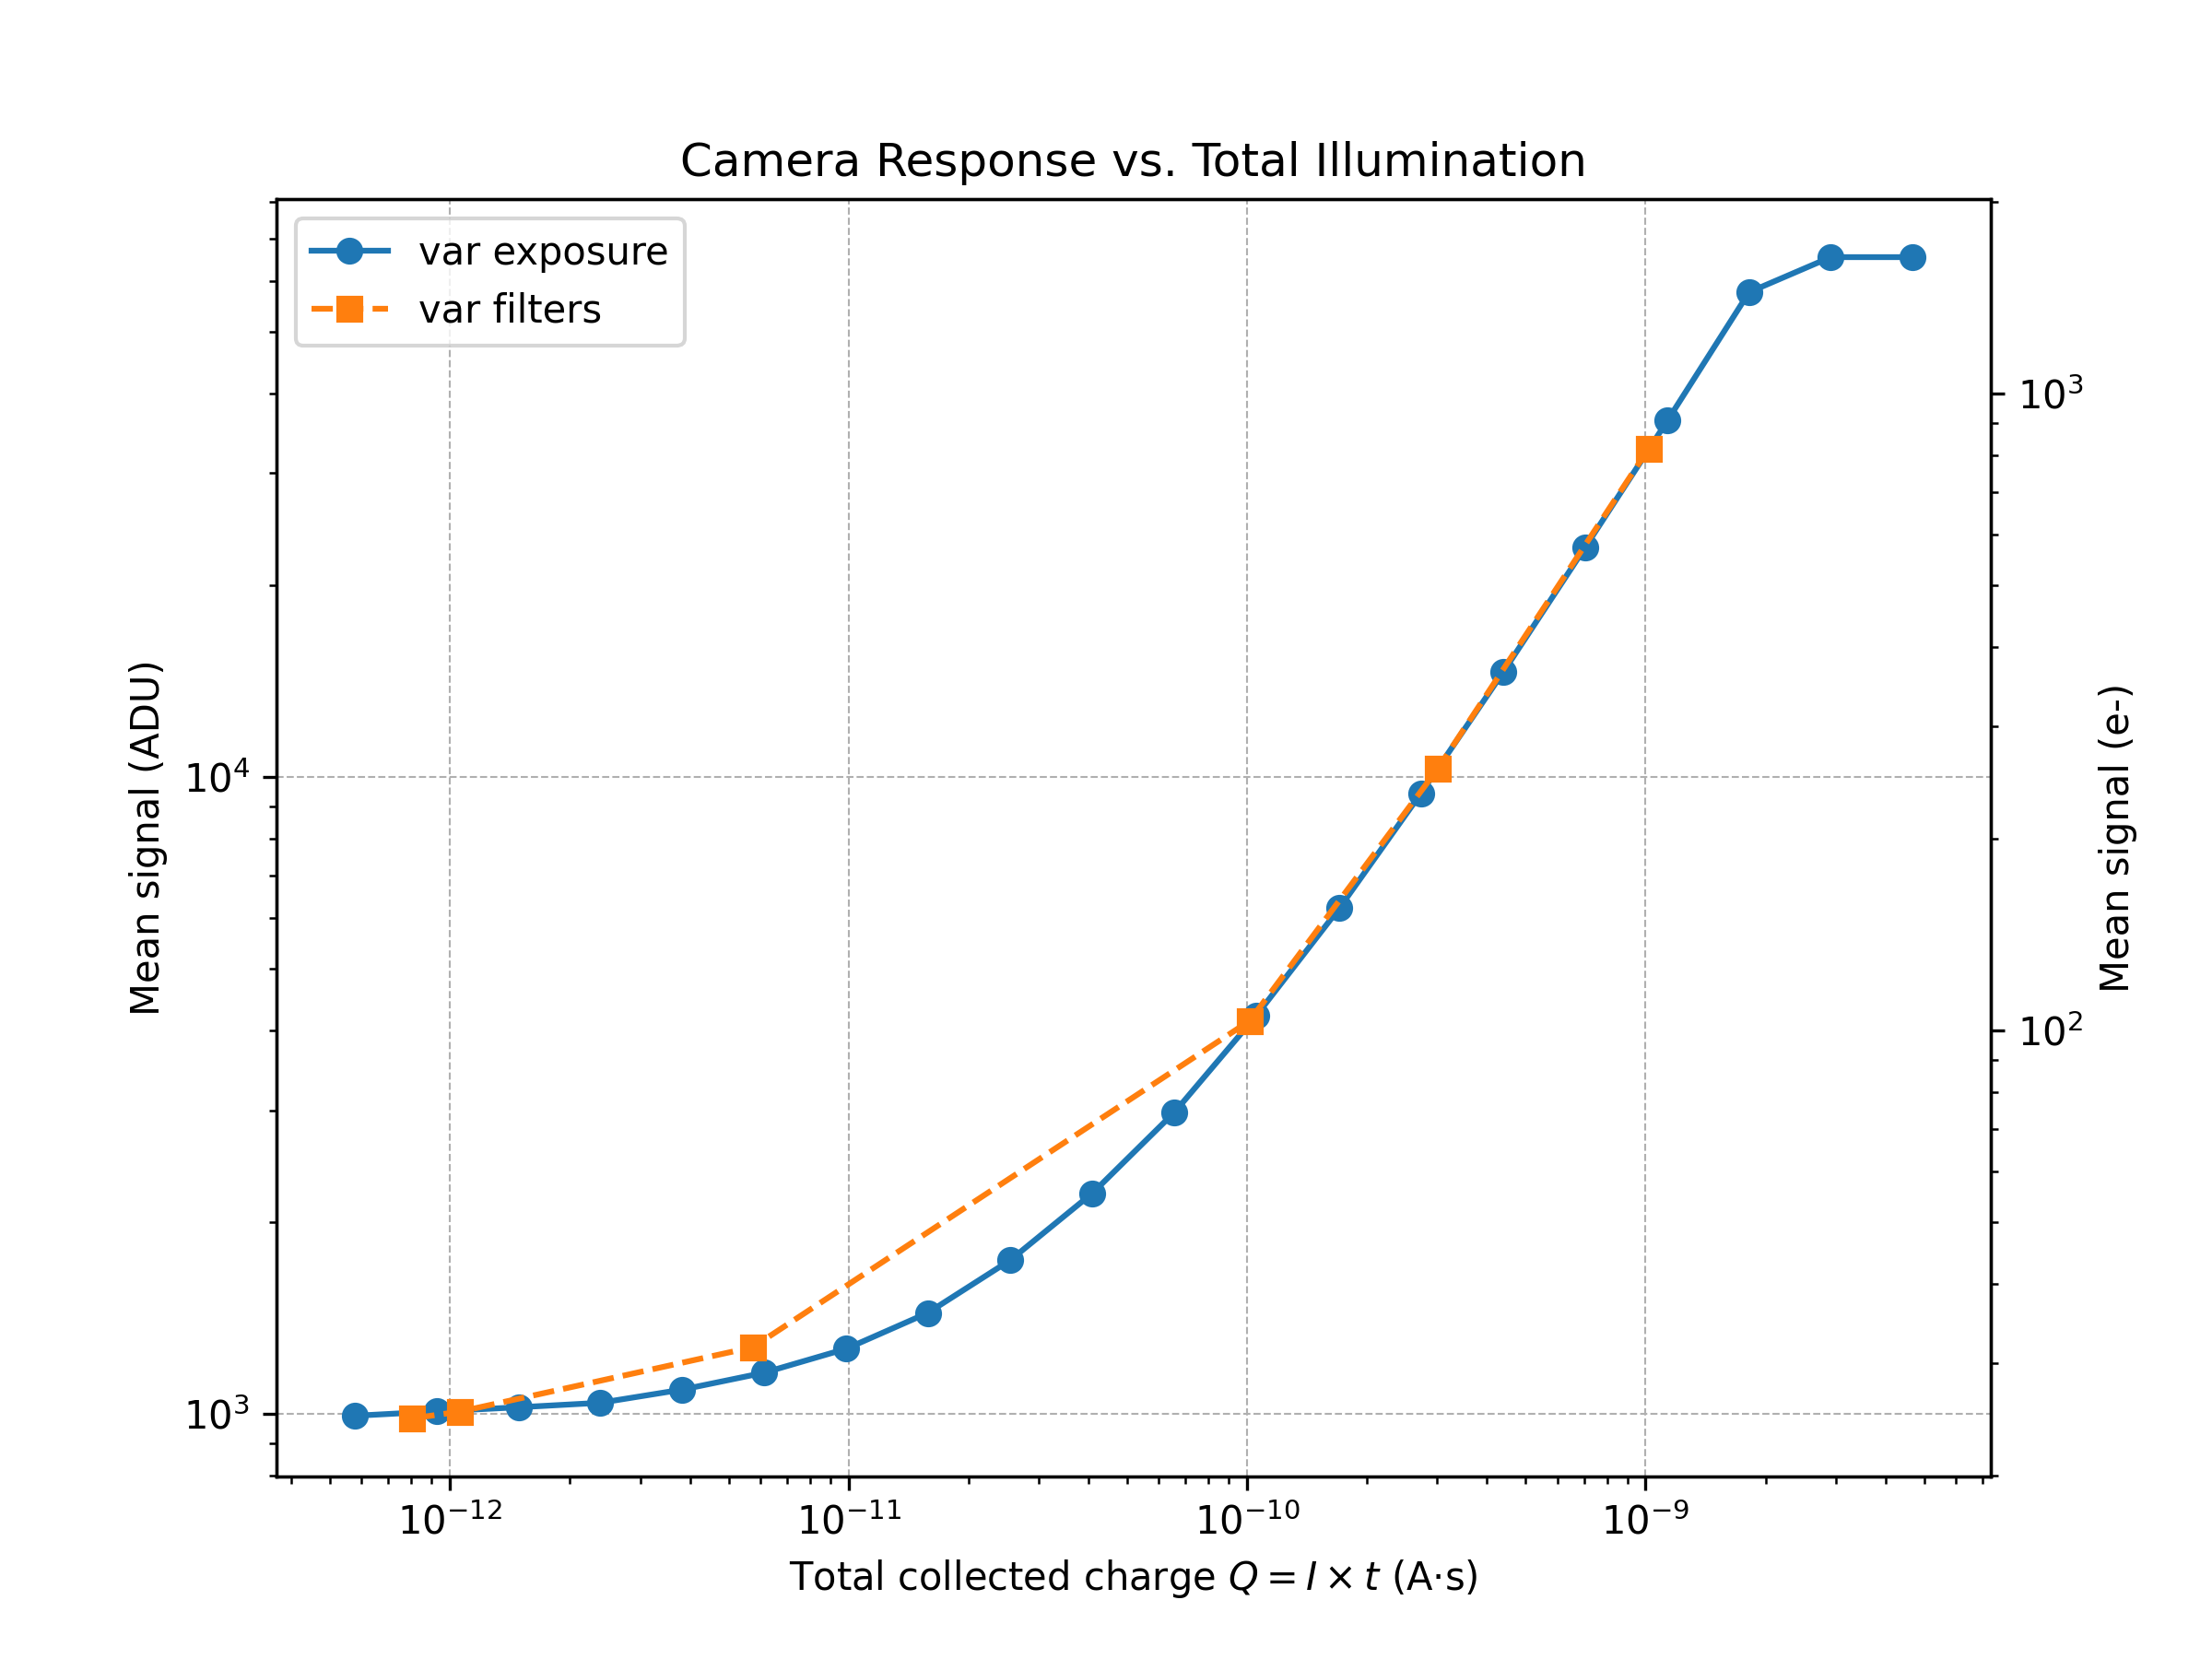 Camera Response vs. Total Illumination
var exposure
var filters
Mean signal (ADU)
10⁴
10³
Mean signal (e-)
10³
10²
10⁻¹²
10⁻¹¹
10⁻¹⁰
10⁻⁹
Total collected charge Q = I × t (A·s)